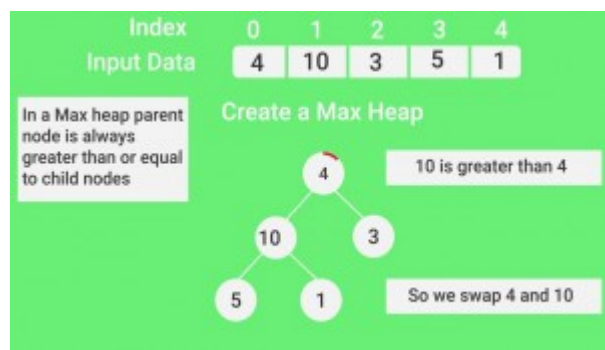 Index 0 1 2 3 4
Input Data 4 10 3 5 1
In a Max heap parent
node is always
greater than or equal
to child nodes
Create a Max Heap
4
10 is greater than 4
10 3
5 1
So we swap 4 and 10